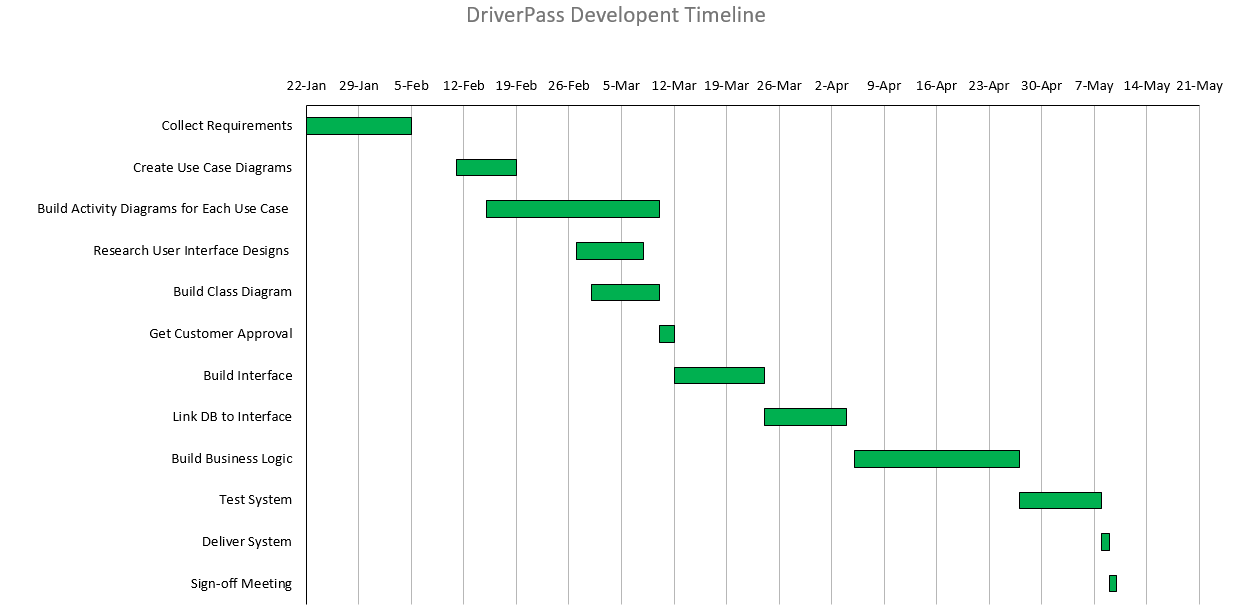 DriverPass Developent Timeline
22-Jan 29-Jan 5-Feb 12-Feb 19-Feb 26-Feb 5-Mar 12-Mar 19-Mar 26-Mar 2-Apr 9-Apr 16-Apr 23-Apr 30-Apr 7-May 14-May 21-May
Collect Requirements
Create Use Case Diagrams
Build Activity Diagrams for Each Use Case
Research User Interface Designs
Build Class Diagram
Get Customer Approval
Build Interface
Link DB to Interface
Build Business Logic
Test System
Deliver System
Sign-off Meeting